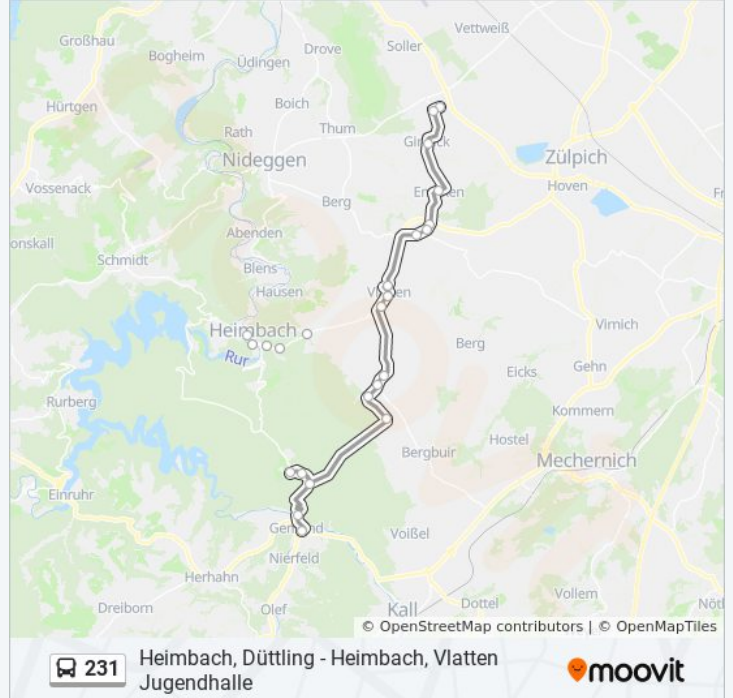 Großhau
Bogheim
Drove
Soller
Vettweiß
Üdingen
Hürtgen
Boich
Rath
Thum
Nideggen
Zülpich
Vossenack
Hoven
Berg
onskall
Abenden
Schmidt
Blens
Hausen
Heimbach
Virnich
Rur
Berg
Gehn
Eicks
Rurberg
Kommern
Hostel
Bergbuir
Mechernich
Einruhr
Voißel
Nierfeld
Herhahn
Vollem
Dreiborn
Olef
Kall
Dottel
Nötl
© OpenStreetMap contributors | © OpenMapTiles
231
Heimbach, Düttling - Heimbach, Vlatten
Jugendhalle
moovit